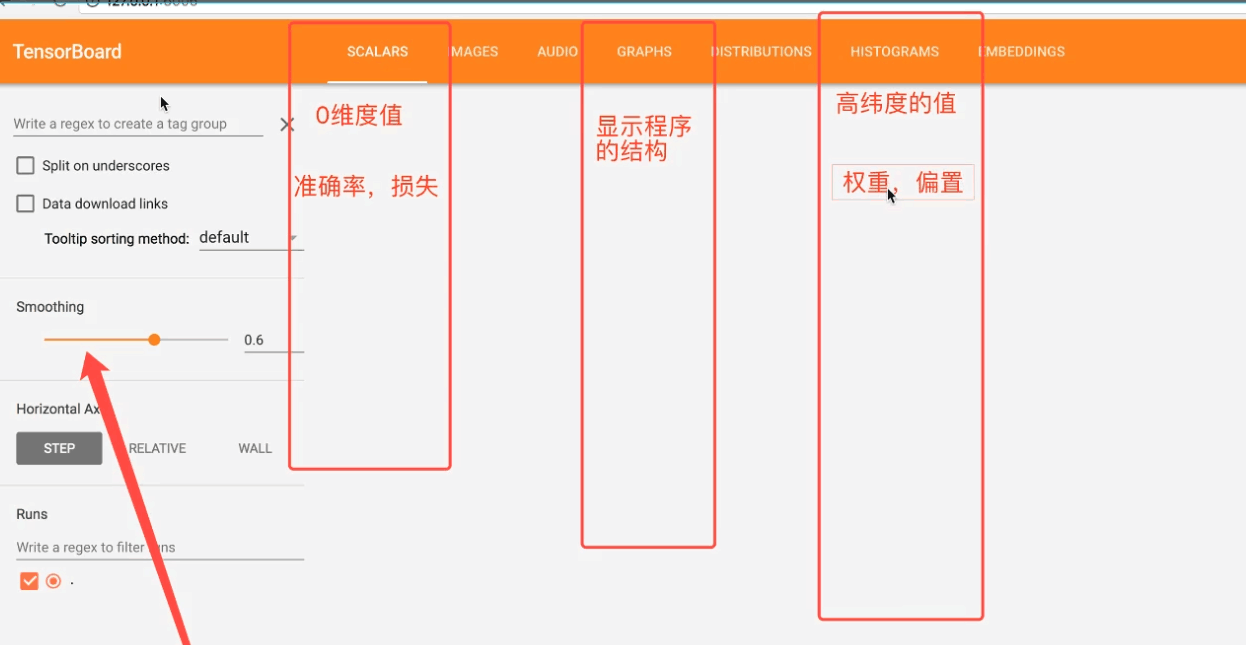 TensorBoard
SCALARS
IMAGES
AUDIO
GRAPHS
DISTRIBUTIONS
HISTOGRAMS
EMBEDDINGS
Write a regex to create a tag group
Split on underscores
Data download links
Tooltip sorting method: default
Smoothing
0.6
Horizontal Ax
STEP
RELATIVE
WALL
Runs
Write a regex to filter runs
.
0维度值
准确率，损失
显示程序
的结构
高纬度的值
权重，偏置